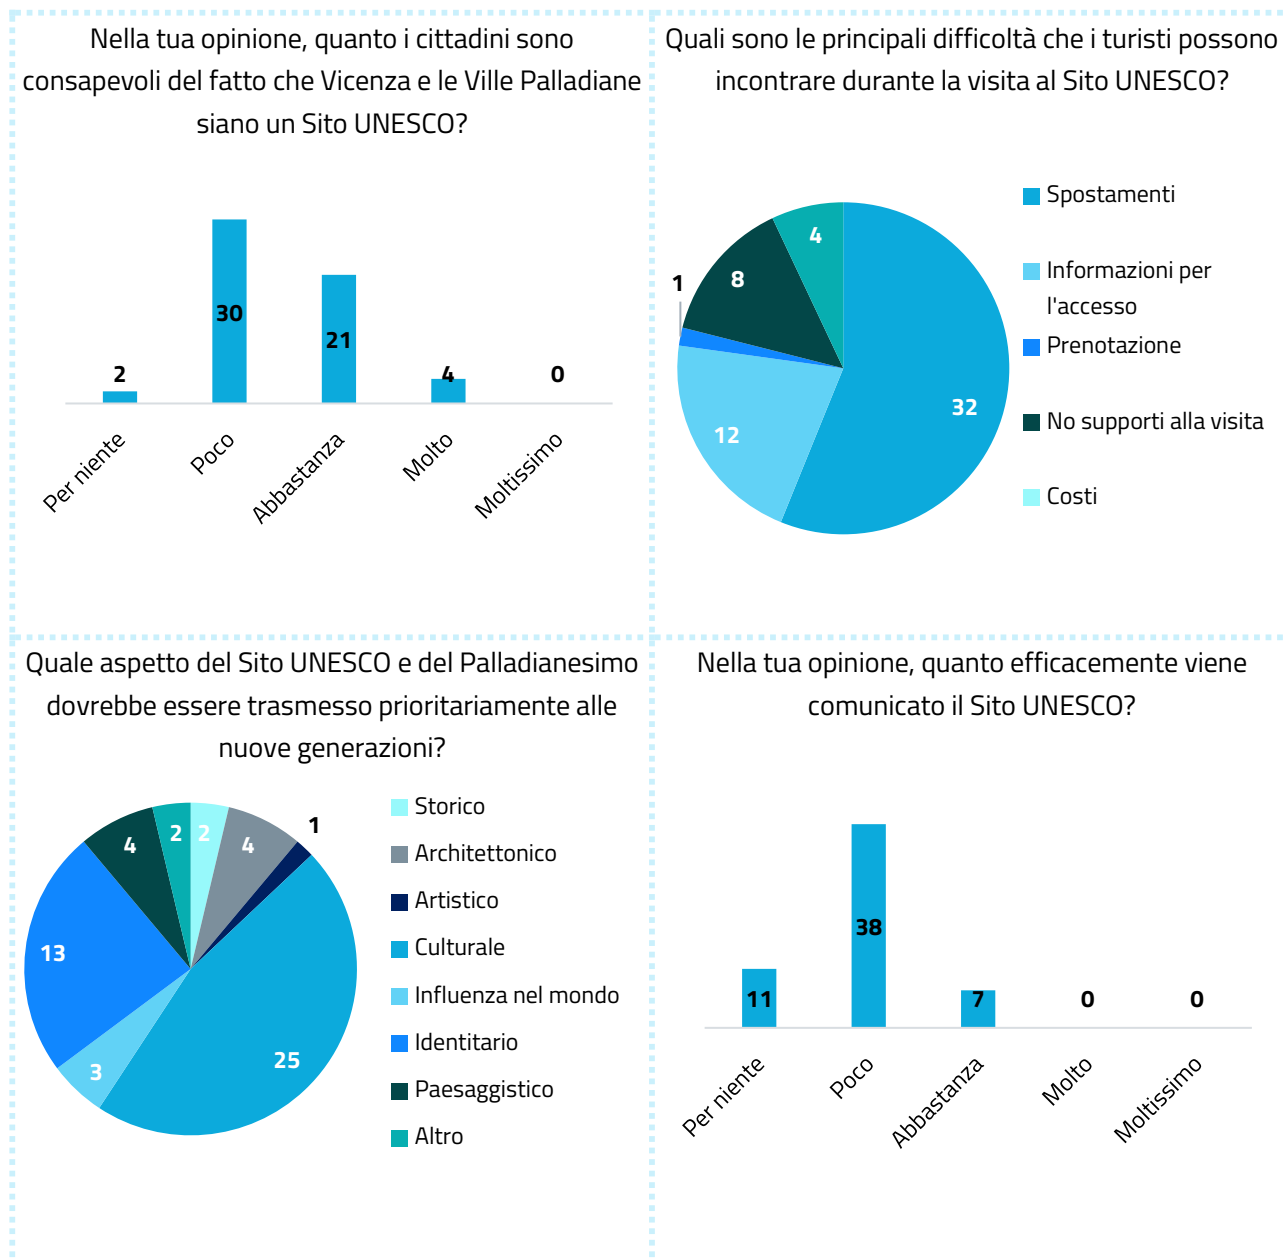 Nella tua opinione, quanto i cittadini sono
consapevoli del fatto che Vicenza e le Ville Palladiane
siano un Sito UNESCO?
2
30
21
4
0
Per niente
Poco
Abbastanza
Molto
Moltissimo
Quali sono le principali difficoltà che i turisti possono
incontrare durante la visita al Sito UNESCO?
4
8
1
12
32
Spostamenti
Informazioni per
l'accesso
Prenotazione
No supporti alla visita
Costi
Quale aspetto del Sito UNESCO e del Palladianesimo
dovrebbe essere trasmesso prioritariamente alle
nuove generazioni?
2
4
1
25
3
13
4
2
Storico
Architettonico
Artistico
Culturale
Influenza nel mondo
Identitario
Paesaggistico
Altro
Nella tua opinione, quanto efficacemente viene
comunicato il Sito UNESCO?
11
38
7
0
0
Per niente
Poco
Abbastanza
Molto
Moltissimo